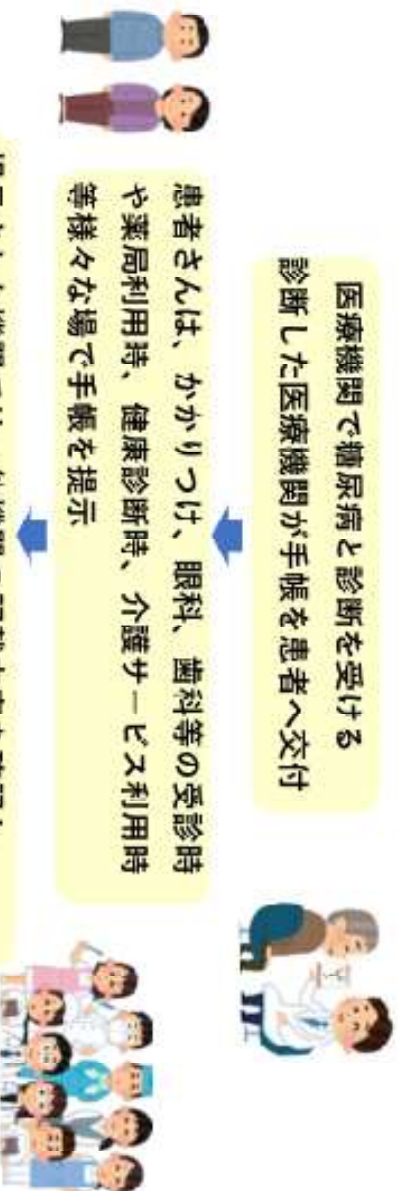 医療機関で糖尿病と診断を受ける
診断した医療機関が手帳を患者へ交付
患者さんは、かかりつけ、眼科、歯科等の受診時
や薬局利用時、健康診断時、介護サービス利用時
等様々な場で手帳を提示